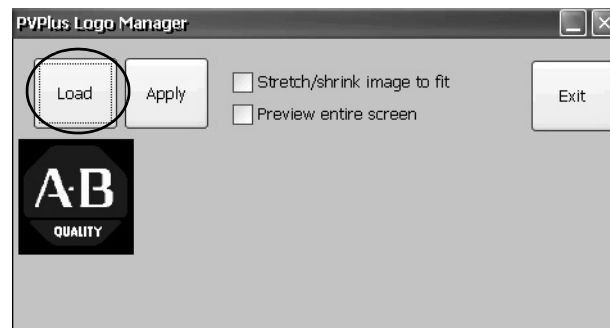 PVPlus Logo Manager
Load
Apply
Stretch/shrink image to fit
Preview entire screen
Exit
A·B
QUALITY